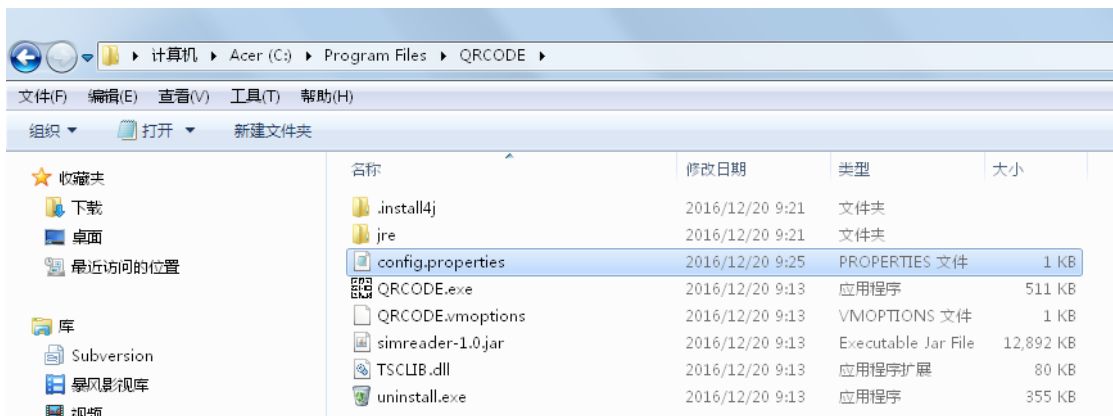 计算机 ▸ Acer (C:) ▸ Program Files ▸ QRCODE ▸
文件(F) 编辑(E) 查看(V) 工具(T) 帮助(H)
组织 打开 新建文件夹
收藏夹
下载
桌面
最近访问的位置
库
Subversion
暴风影视库
视频
名称 修改日期 类型 大小
.install4j 2016/12/20 9:21 文件夹
jre 2016/12/20 9:21 文件夹
config.properties 2016/12/20 9:25 PROPERTIES 文件 1 KB
QRCODE.exe 2016/12/20 9:13 应用程序 511 KB
QRCODE.vmoptions 2016/12/20 9:13 VMOPTIONS 文件 1 KB
simreader-1.0.jar 2016/12/20 9:13 Executable Jar File 12,892 KB
TSCLIB.dll 2016/12/20 9:13 应用程序扩展 80 KB
uninstall.exe 2016/12/20 9:13 应用程序 355 KB